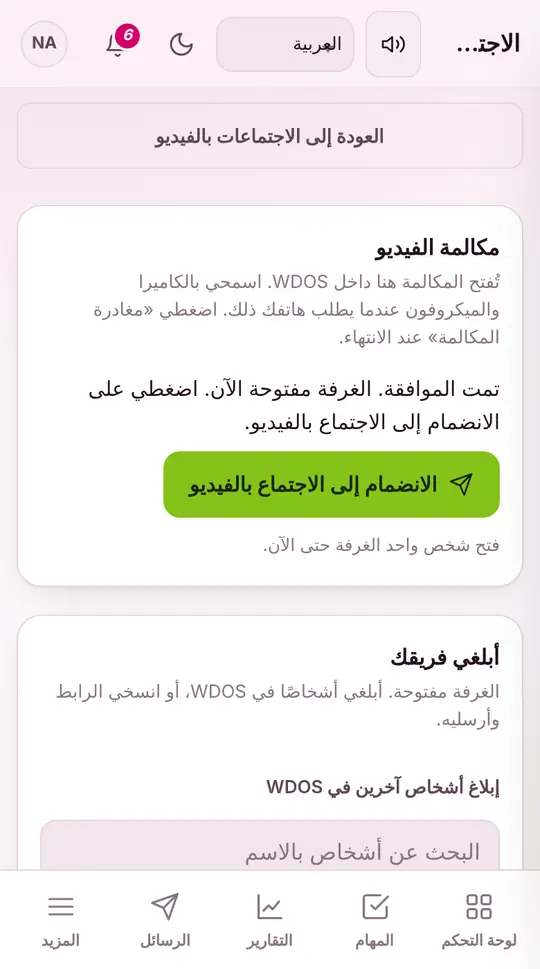 الاجتـ...
العربية
6
NA
العودة إلى الاجتماعات بالفيديو
مكالمة الفيديو
تُفتح المكالمة هنا داخل WDOS. اسمحي بالكاميرا
والميكروفون عندما يطلب هاتفك ذلك. اضغطي «مغادرة
المكالمة» عند الانتهاء.
تمت الموافقة. الغرفة مفتوحة الآن. اضغطي على
الانضمام إلى الاجتماع بالفيديو.
الانضمام إلى الاجتماع بالفيديو
فتح شخص واحد الغرفة حتى الآن.
أبلغي فريقك
الغرفة مفتوحة. أبلغي أشخاصًا في WDOS، أو انسخي الرابط
وأرسليه.
إبلاغ أشخاص آخرين في WDOS
البحث عن أشخاص بالاسم
لوحة التحكم
المهام
التقارير
الرسائل
المزيد